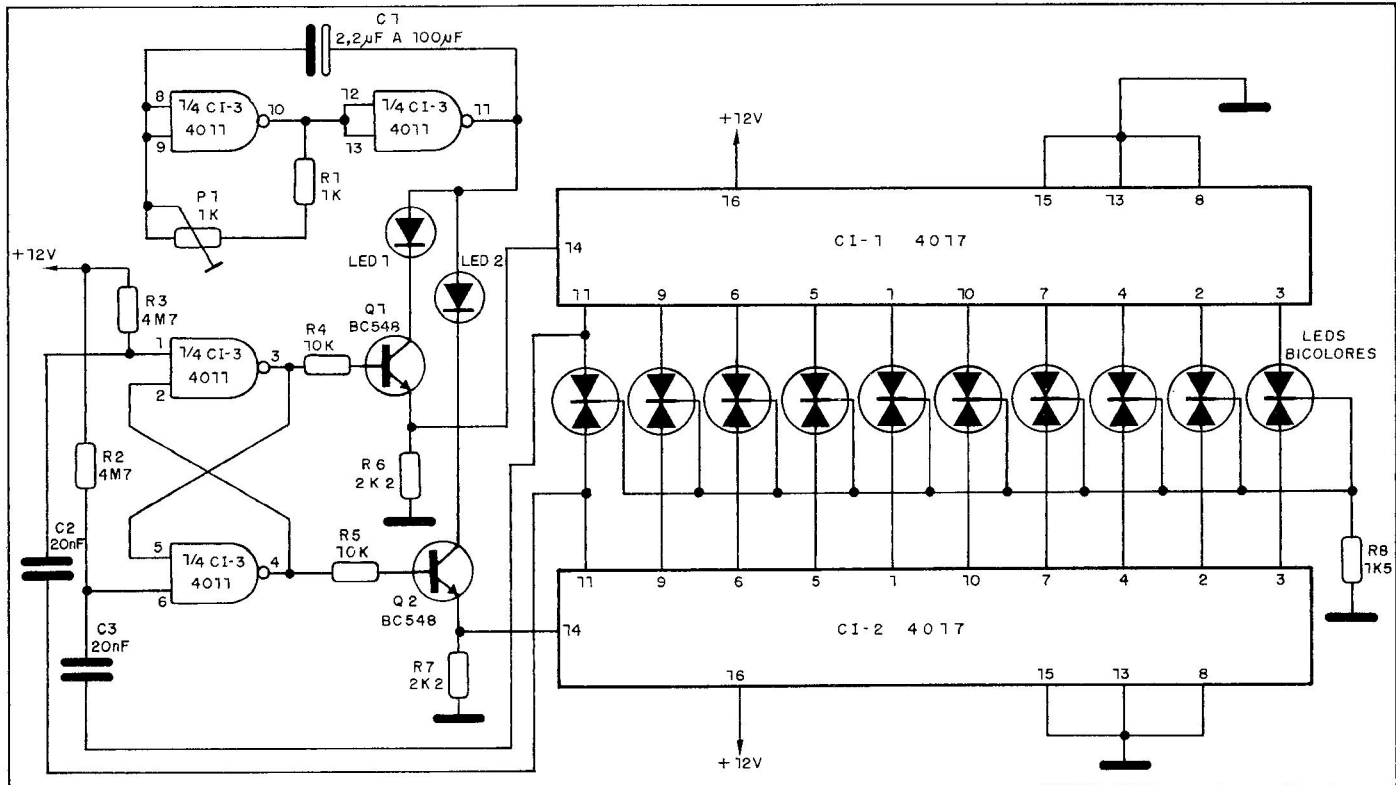 C1
2,2µF A 100µF
8
9
1/4 CI-3
4011
10
12
13
1/4 CI-3
4011
11
R1
1K
P1
1K
+12V
R3
4M7
1
2
1/4 CI-3
4011
3
R4
10K
Q1
BC548
LED 1
LED 2
R2
4M7
R6
2K2
C2
20nF
5
6
1/4 CI-3
4011
4
R5
10K
Q2
BC548
C3
20nF
R7
2K2
+12V
16
15
13
8
14
CI-1 4017
11
9
6
5
1
10
7
4
2
3
LEDS
BICOLORES
R8
1K5
11
9
6
5
1
10
7
4
2
3
14
CI-2 4017
16
15
13
8
+12V